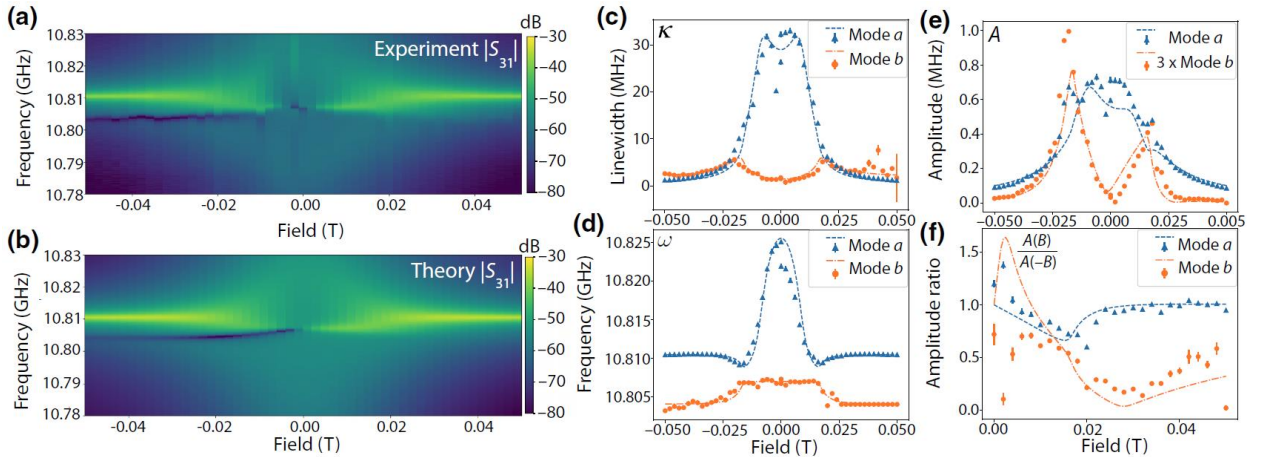 (a)
dB
10.83
10.82
10.81
10.80
10.79
10.78
Frequency (GHz)
Experiment |S31|
−30
−40
−50
−60
−70
−80
-0.04
-0.02
0.00
0.02
0.04
Field (T)
(b)
dB
10.83
10.82
10.81
10.80
10.79
10.78
Frequency (GHz)
Theory |S31|
−30
−40
−50
−60
−70
−80
-0.04
-0.02
0.00
0.02
0.04
Field (T)
(c)
κ
Mode a
Mode b
30
20
10
0
Linewidth (MHz)
-0.050
-0.025
0.000
0.025
0.050
(d)
ω
Mode a
Mode b
10.825
10.820
10.815
10.810
10.805
Frequency (GHz)
−0.050
−0.025
0.000
0.025
0.050
Field (T)
(e)
A
Mode a
3 x Mode b
1.0
0.8
0.6
0.4
0.2
0.0
Amplitude (MHz)
-0.050
-0.025
0.000
0.025
0.005
(f)
A(B)
A(−B)
Mode a
Mode b
1.5
1.0
0.5
0.0
Amplitude ratio
0.00
0.02
0.04
Field (T)